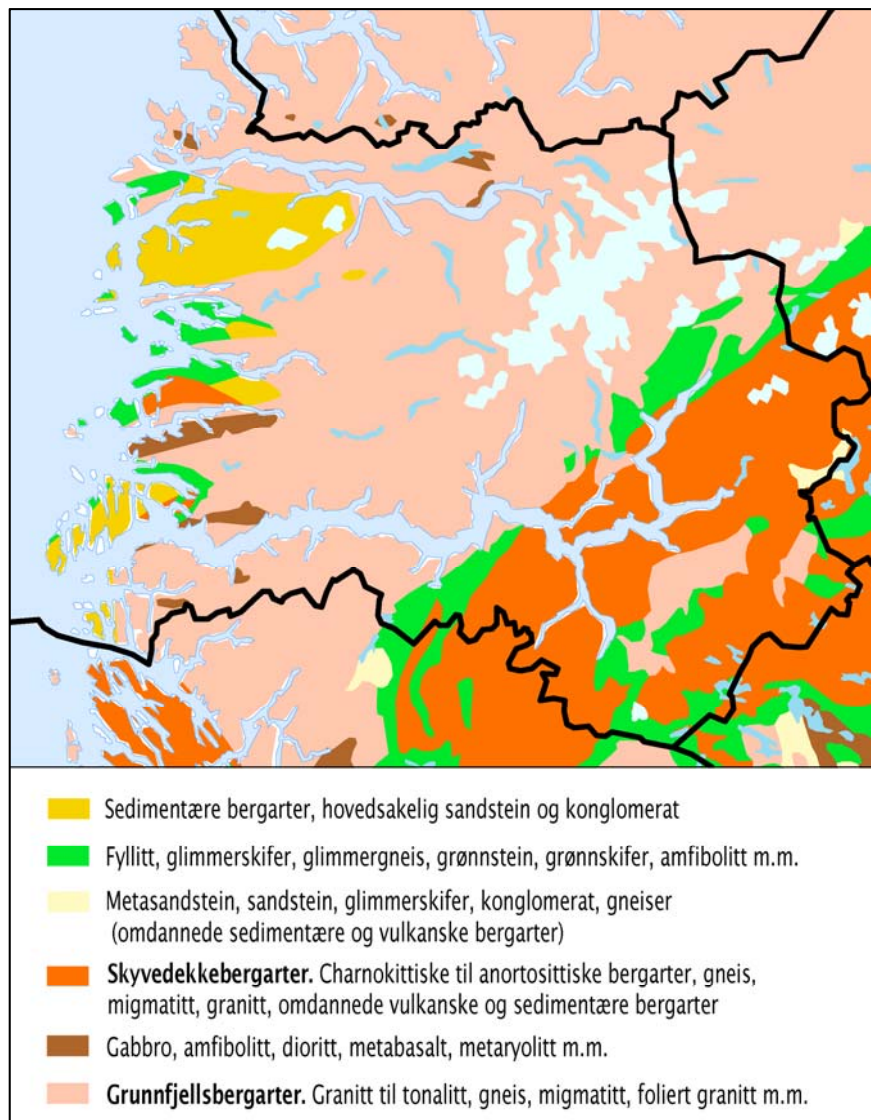 Sedimentære bergarter, hovedsakelig sandstein og konglomerat
Fyllitt, glimmerskifer, glimmergneis, grønnstein, grønnskifer, amfibolitt m.m.
Metasandstein, sandstein, glimmerskifer, konglomerat, gneiser
(omdannede sedimentære og vulkanske bergarter)
Skyvedekkebergarter. Charnokittiske til anortosittiske bergarter, gneis,
migmatitt, granitt, omdannede vulkanske og sedimentære bergarter
Gabbro, amfibolitt, dioritt, metabasalt, metaryolitt m.m.
Grunnfjellsbergarter. Granitt til tonalitt, gneis, migmatitt, foliert granitt m.m.